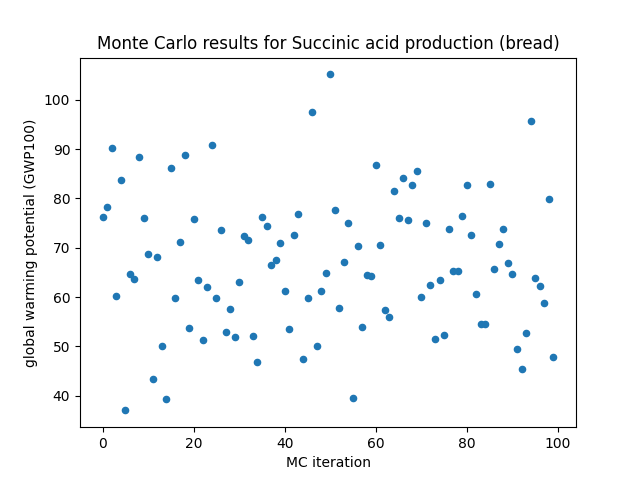 Monte Carlo results for Succinic acid production (bread)
global warming potential (GWP100)
100
90
80
70
60
50
40
0 20 40 60 80 100
MC iteration